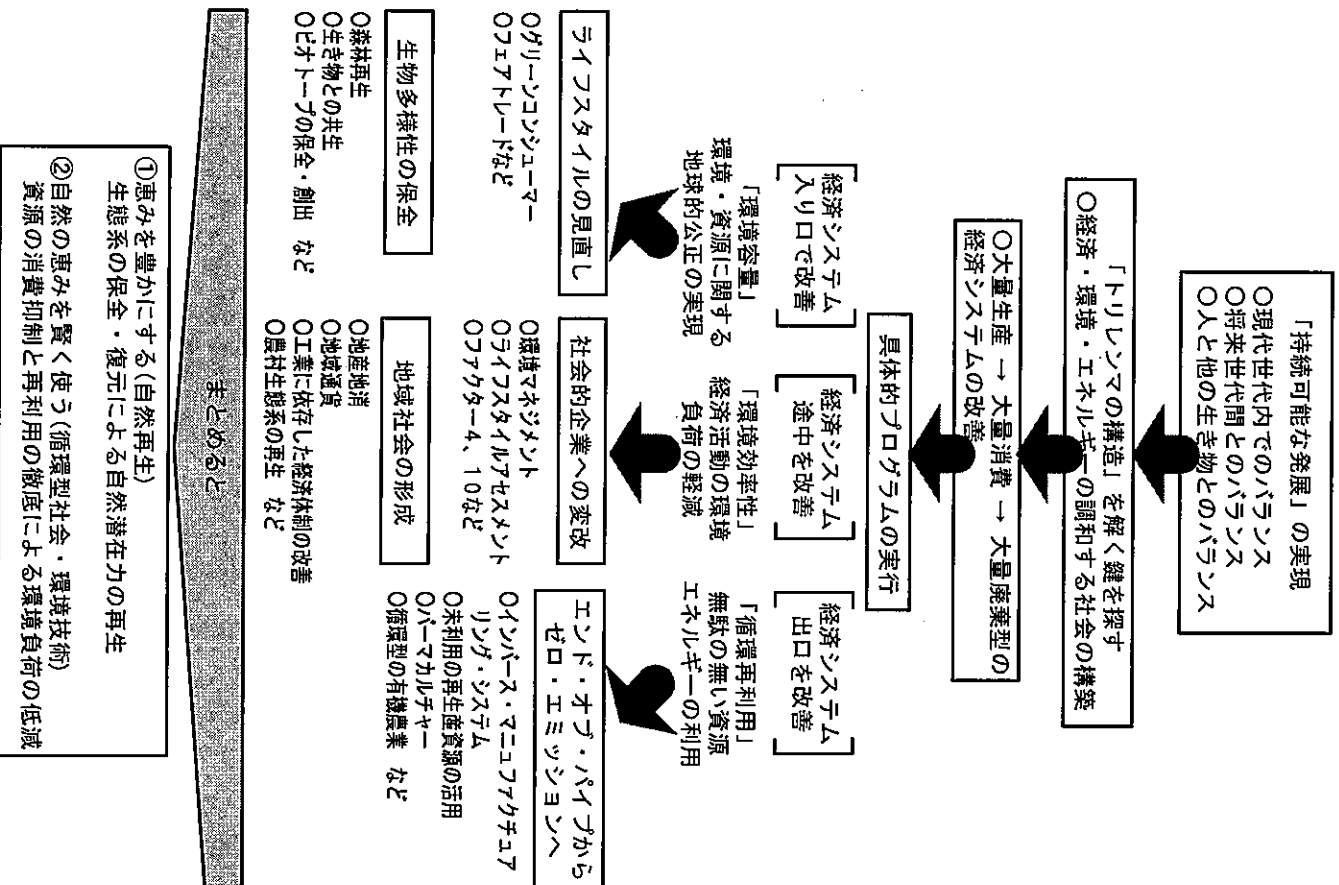 「持続可能な発展」の実現
○現代世代内でのバランス
○将来世代間とのバランス
○人と他の生き物とのバランス
「トリレンマの構造」を解く鍵を探す
○経済・環境・エネルギーの調和する社会の構築
○大量生産 → 大量消費 → 大量廃棄型の
経済システムの改善
具体的プログラムの実行
経済システム
入り口で改善
「環境容量」
環境・資源に関する
地球的公正の実現
ライフスタイルの見直し
○グリーンコンシューマー
○フェアトレードなど
経済システム
途中を改善
「環境効率性」
経済活動の環境
負荷の軽減
社会的企業への変改
○環境マネジメント
○ライフスタイルアセスメント
○ファクター4、10など
経済システム
出口を改善
「循環再利用」
無駄の無い資源
エネルギーの利用
エンド・オブ・パイプから
ゼロ・エミッションへ
○インバース・マニュファクチュア
リング・システム
○未利用の再生産資源の活用
○パーマカルチャー
○循環型の有機農業 など
生物多様性の保全
○森林再生
○生き物との共生
○ビオトープの保全・創出 など
地域社会の形成
○地産地消
○地域通貨
○工業に依存した経済体制の改善
○農村生態系の再生 など
まとめると
①恵みを豊かにする(自然再生)
生態系の保全・復元による自然潜在力の再生
②自然の恵みを賢く使う(循環型社会・環境技術)
資源の消費抑制と再利用の徹底による環境負荷の低減